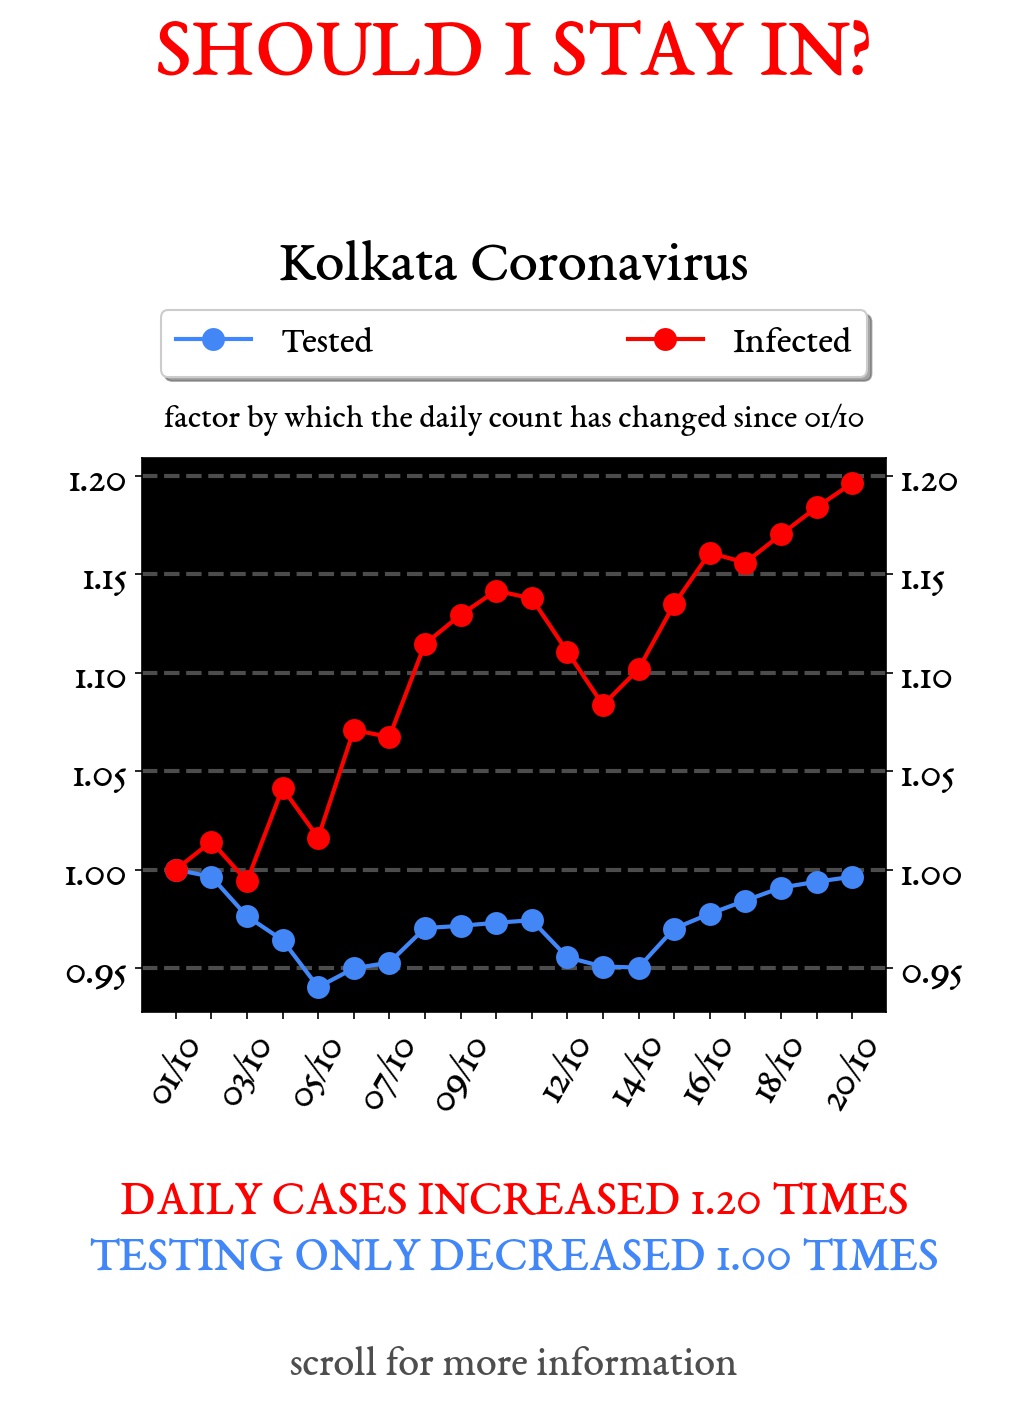 SHOULD I STAY IN?
Kolkata Coronavirus
Tested Infected
factor by which the daily count has changed since 01/10
1.20 1.20
1.15 1.15
1.10 1.10
1.05 1.05
1.00 1.00
0.95 0.95
01/10 03/10 05/10 07/10 09/10 12/10 14/10 16/10 18/10 20/10
DAILY CASES INCREASED 1.20 TIMES
TESTING ONLY DECREASED 1.00 TIMES
scroll for more information